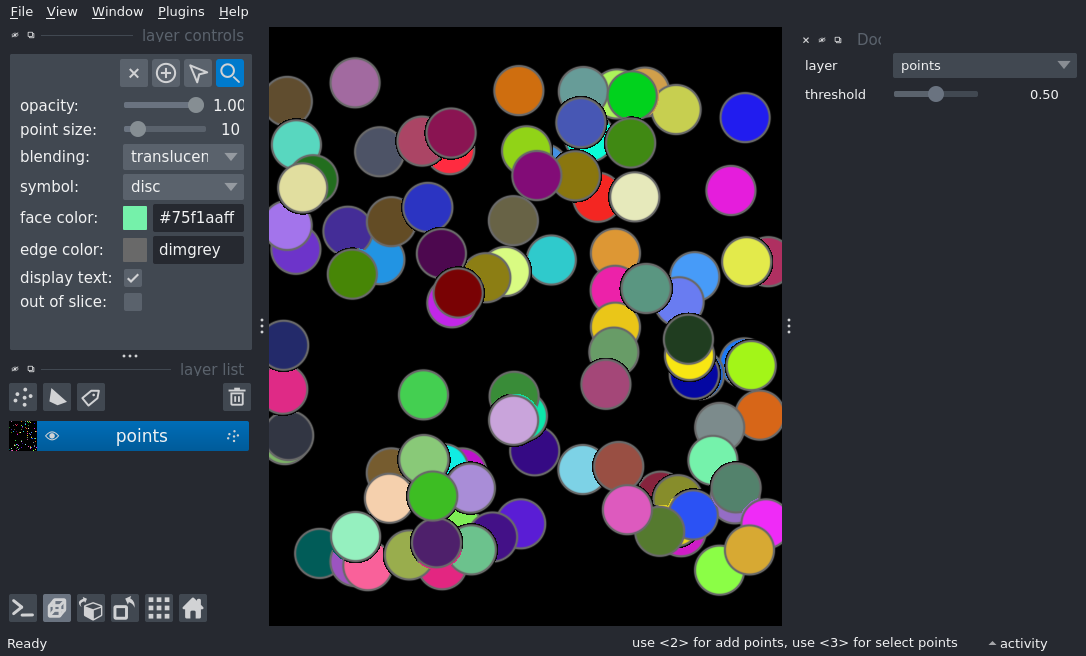 File View Window Plugins Help
layer controls
opacity: 1.00
point size: 10
blending: translucen
symbol: disc
face color: #75f1aaff
edge color: dimgrey
display text:
out of slice:
layer list
points
layer points
threshold 0.50
Ready
use <2> for add points, use <3> for select points
activity